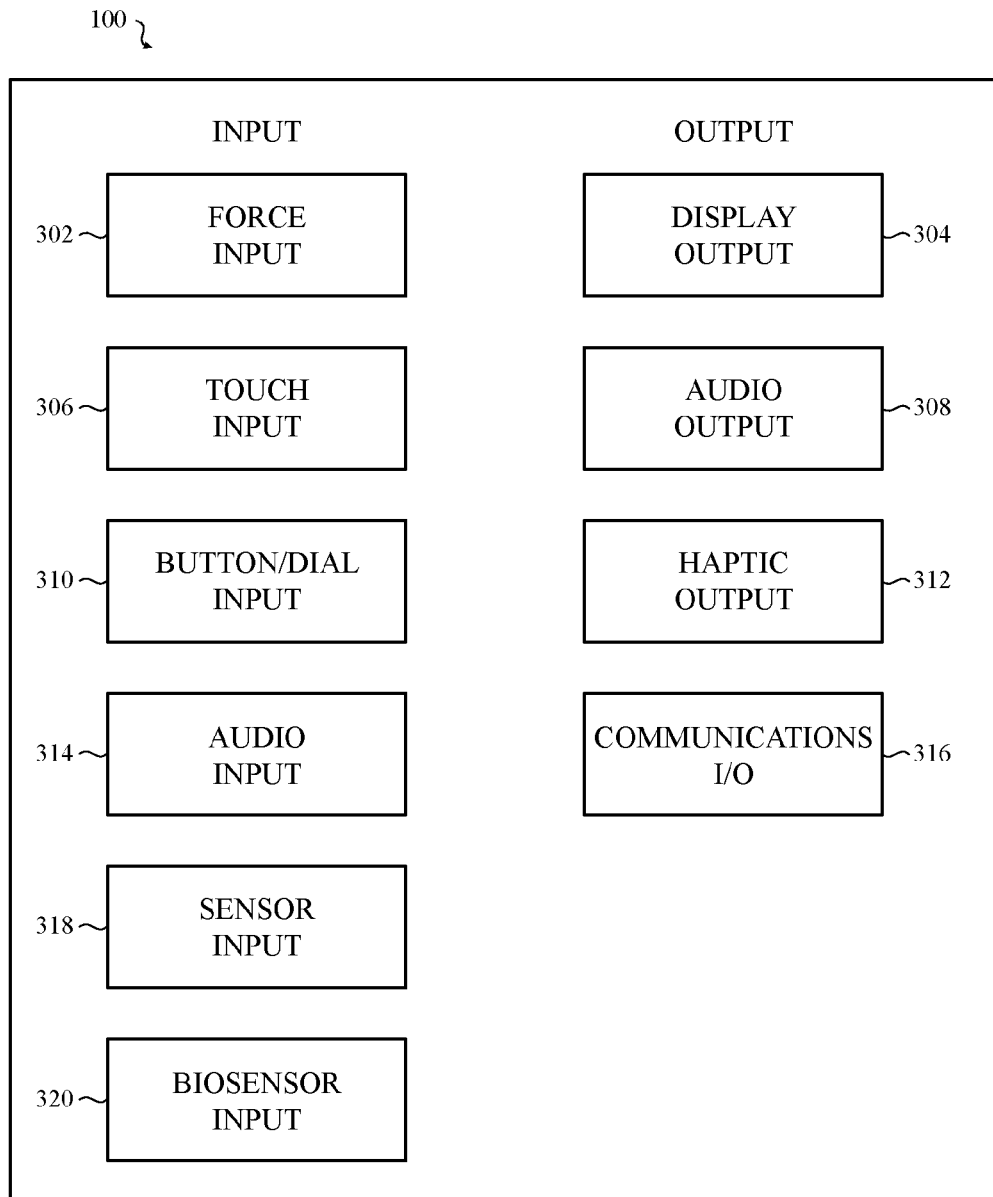 100
INPUT
OUTPUT
302
FORCE
INPUT
DISPLAY
OUTPUT
304
306
TOUCH
INPUT
AUDIO
OUTPUT
308
310
BUTTON/DIAL
INPUT
HAPTIC
OUTPUT
312
314
AUDIO
INPUT
COMMUNICATIONS
I/O
316
318
SENSOR
INPUT
320
BIOSENSOR
INPUT